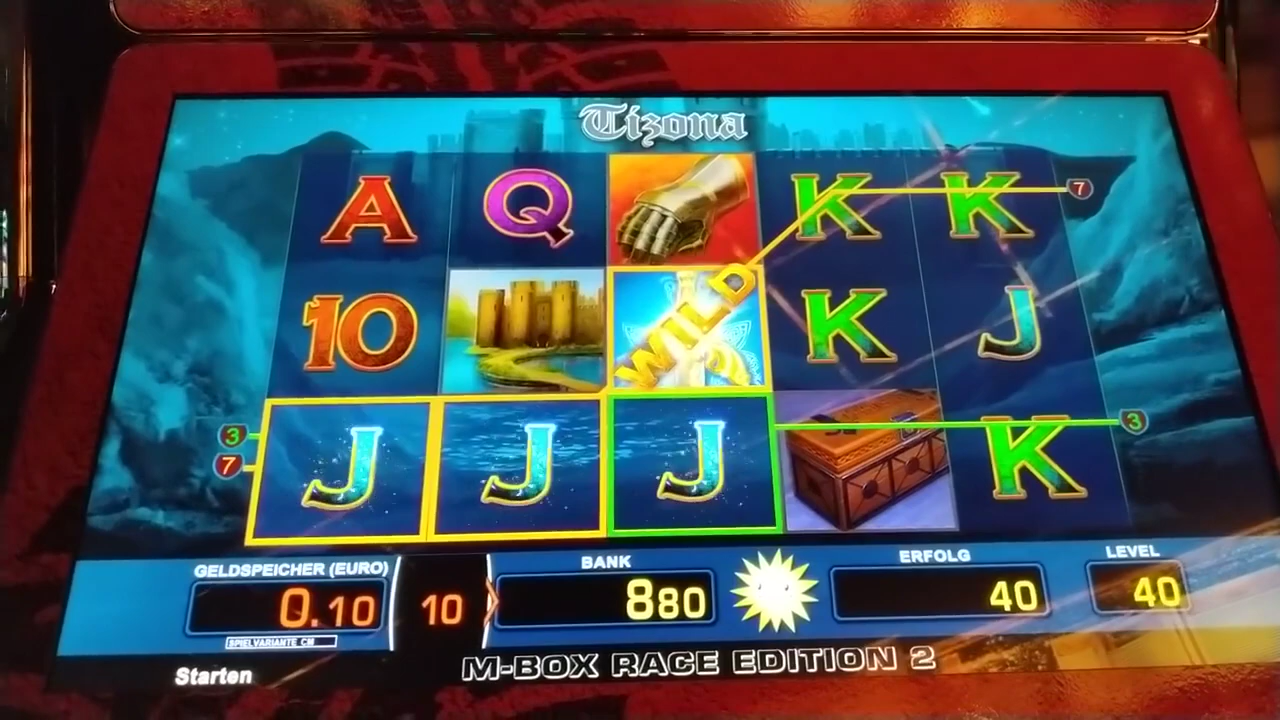 Tizona
A Q K K 7
10 WILD K J
3 J J J K 3
7
GELDSPEICHER (EURO) BANK ERFOLG LEVEL
0.10 10 880 40 40
SPIELVARIANTE CM
Starten M-BOX RACE EDITION 2